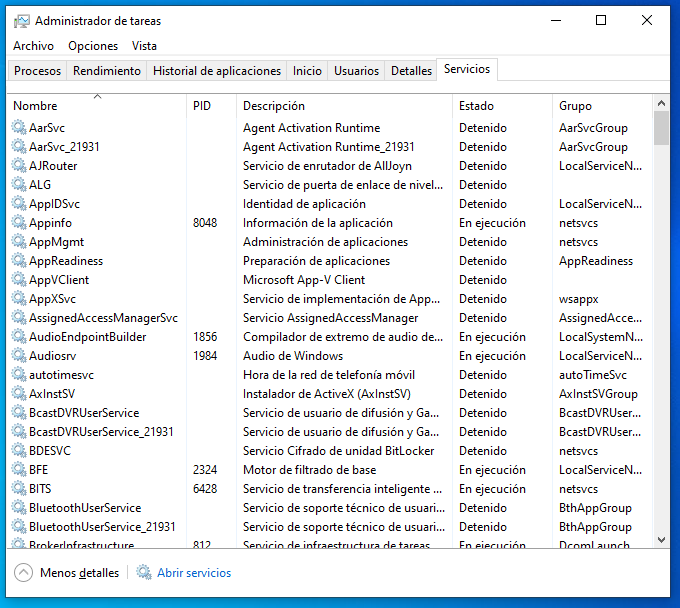 Administrador de tareas
Archivo Opciones Vista
Procesos Rendimiento Historial de aplicaciones Inicio Usuarios Detalles Servicios
Nombre PID Descripción Estado Grupo
AarSvc Agent Activation Runtime Detenido AarSvcGroup
AarSvc_21931 Agent Activation Runtime_21931 Detenido AarSvcGroup
AJRouter Servicio de enrutador de AllJoyn Detenido LocalServiceN...
ALG Servicio de puerta de enlace de nivel... Detenido
AppIDSvc Identidad de aplicación Detenido LocalServiceN...
Appinfo 8048 Información de la aplicación En ejecución netsvcs
AppMgmt Administración de aplicaciones Detenido netsvcs
AppReadiness Preparación de aplicaciones Detenido AppReadiness
AppVClient Microsoft App-V Client Detenido
AppXSvc Servicio de implementación de App... Detenido wsappx
AssignedAccessManagerSvc Servicio AssignedAccessManager Detenido AssignedAcce...
AudioEndpointBuilder 1856 Compilador de extremo de audio de... En ejecución LocalSystemN...
Audiosrv 1984 Audio de Windows En ejecución LocalServiceN...
autotimesvc Hora de la red de telefonía móvil Detenido autoTimeSvc
AxInstSV Instalador de ActiveX (AxInstSV) Detenido AxInstSVGroup
BcastDVRUserService Servicio de usuario de difusión y Ga... Detenido BcastDVRUser...
BcastDVRUserService_21931 Servicio de usuario de difusión y Ga... Detenido BcastDVRUser...
BDESVC Servicio Cifrado de unidad BitLocker Detenido netsvcs
BFE 2324 Motor de filtrado de base En ejecución LocalServiceN...
BITS 6428 Servicio de transferencia inteligente ... En ejecución netsvcs
BluetoothUserService Servicio de soporte técnico de usuari... Detenido BthAppGroup
BluetoothUserService_21931 Servicio de soporte técnico de usuari... Detenido BthAppGroup
BrokerInfrastructure 812 Servicio de infraestructura de tareas En ejecución DcomLaunch
Menos detalles Abrir servicios